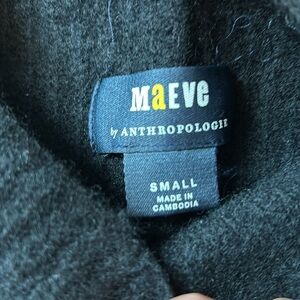 MaEVe
by ANTHROPOLOGIE
SMALL
MADE IN
CAMBODIA